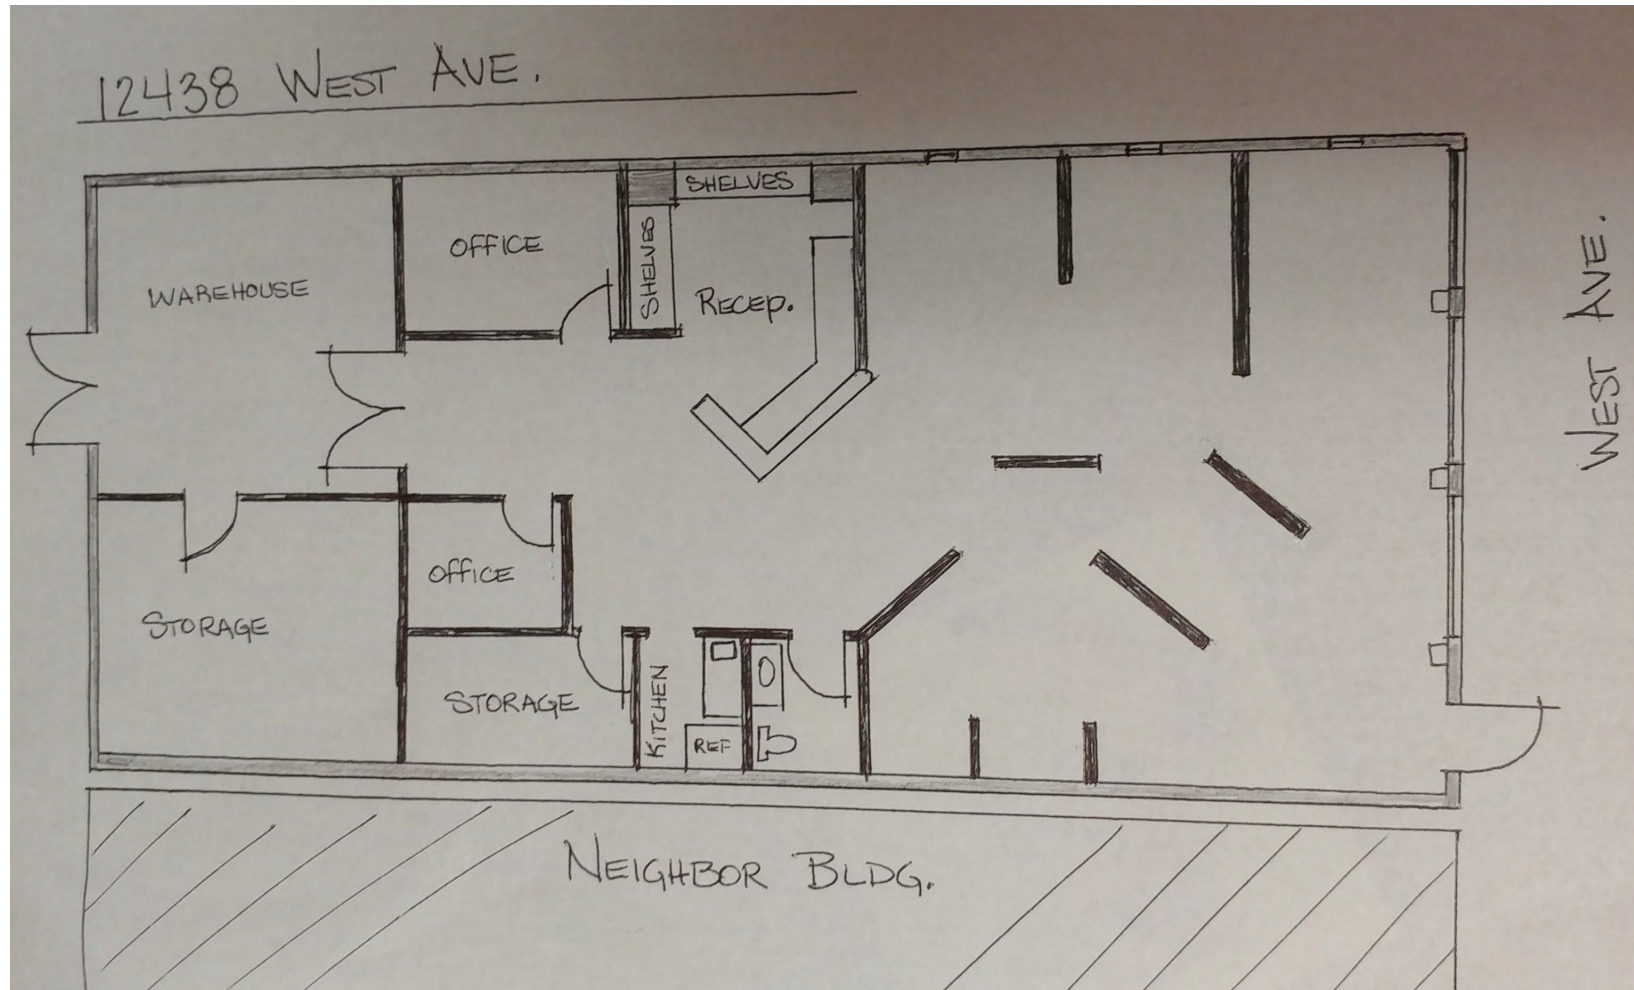 12438 WEST AVE.
SHELVES
OFFICE
SHELVES
WAREHOUSE
RECEP.
WEST AVE.
OFFICE
STORAGE
STORAGE
KITCHEN
REF
NEIGHBOR BLDG.